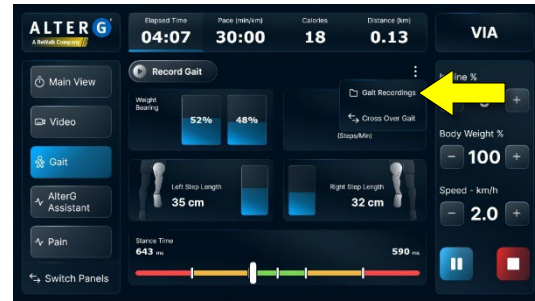 ALTER G
A ReWalk Company
Elapsed Time
04:07
Pace (min/km)
30:00
Calories
18
Distance (km)
0.13
VIA
Main View
Video
Gait
AlterG
Assistant
Pain
Switch Panels
Record Gait
Gait Recordings
Cross Over Gait
Weight
Bearing
52%
48%
(Steps/Min)
Left Step Length
35 cm
Right Step Length
32 cm
Stance Time
643 ms
590 ms
%
+
Body Weight %
- 100 +
Speed - km/h
- 2.0 +